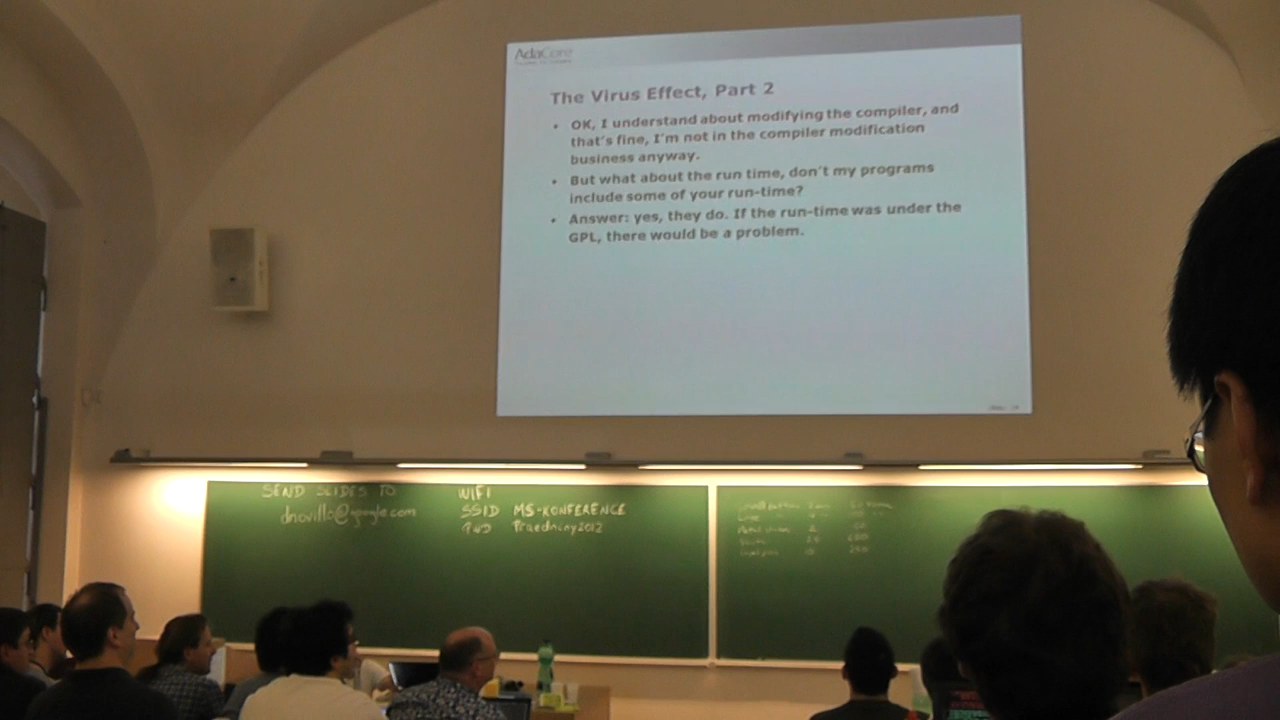 AdaCore
The Virus Effect, Part 2
• OK, I understand about modifying the compiler, and
that's fine, I'm not in the compiler modification
business anyway.
• But what about the run time, don't my programs
include some of your run-time?
• Answer: yes, they do. If the run-time was under the
GPL, there would be a problem.
SEND SLIDES TO
dnovillo@google.com
WIFI
SSID MS-KONFERENCE
PWD Praedniny2012